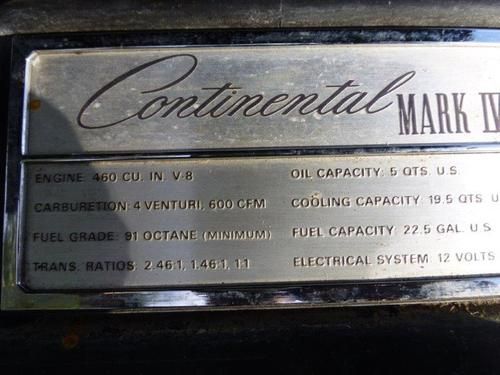 Continental MARK IV
ENGINE: 460 CU. IN. V-8
CARBURETION: 4 VENTURI, 600 CFM
FUEL GRADE: 91 OCTANE (MINIMUM)
TRANS. RATIOS: 2.46:1, 1.46:1, 1:1
OIL CAPACITY: 5 QTS. U.S.
COOLING CAPACITY: 19.5 QTS. U
FUEL CAPACITY: 22.5 GAL. U.S
ELECTRICAL SYSTEM: 12 VOLTS